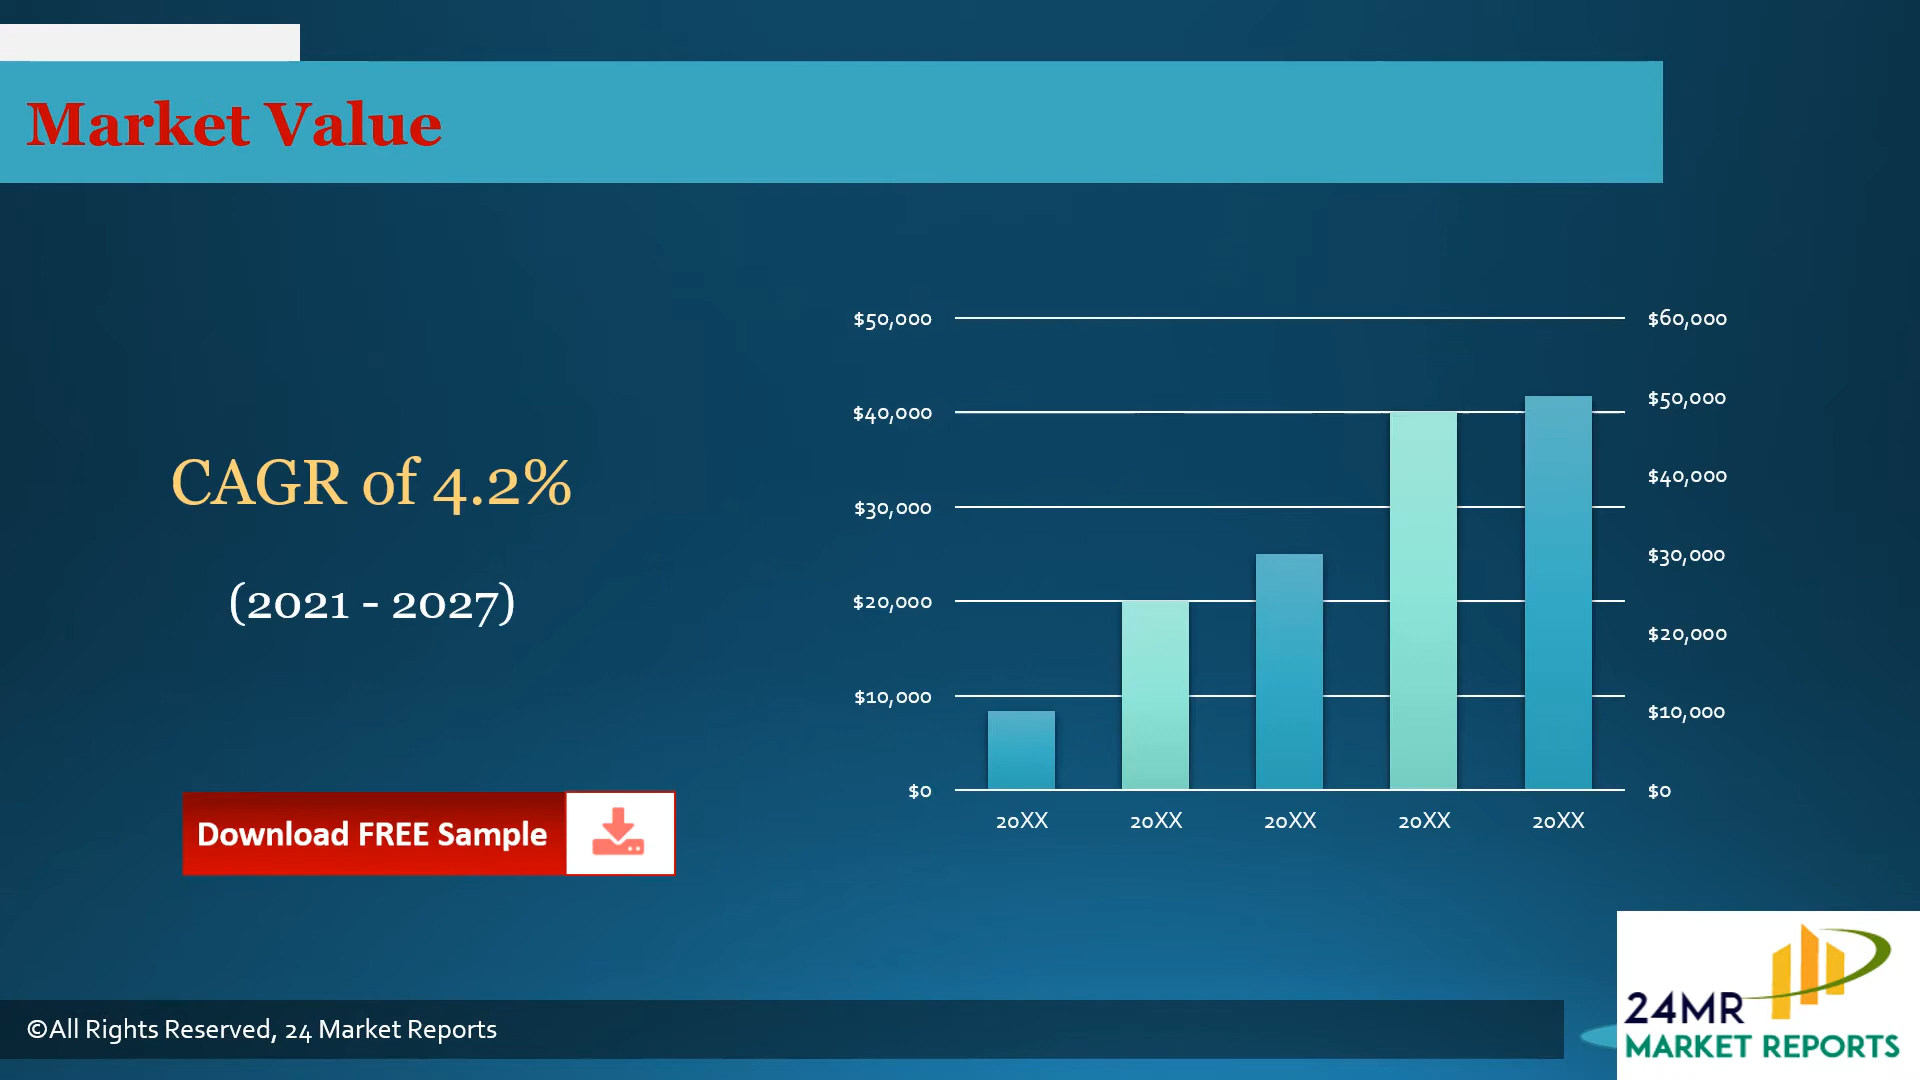 Market Value
CAGR of 4.2%
(2021 - 2027)
Download FREE Sample
$50,000
$40,000
$30,000
$20,000
$10,000
$0
$60,000
$50,000
$40,000
$30,000
$20,000
$10,000
$0
20XX 20XX 20XX 20XX 20XX
©All Rights Reserved, 24 Market Reports
24MR
MARKET REPORTS